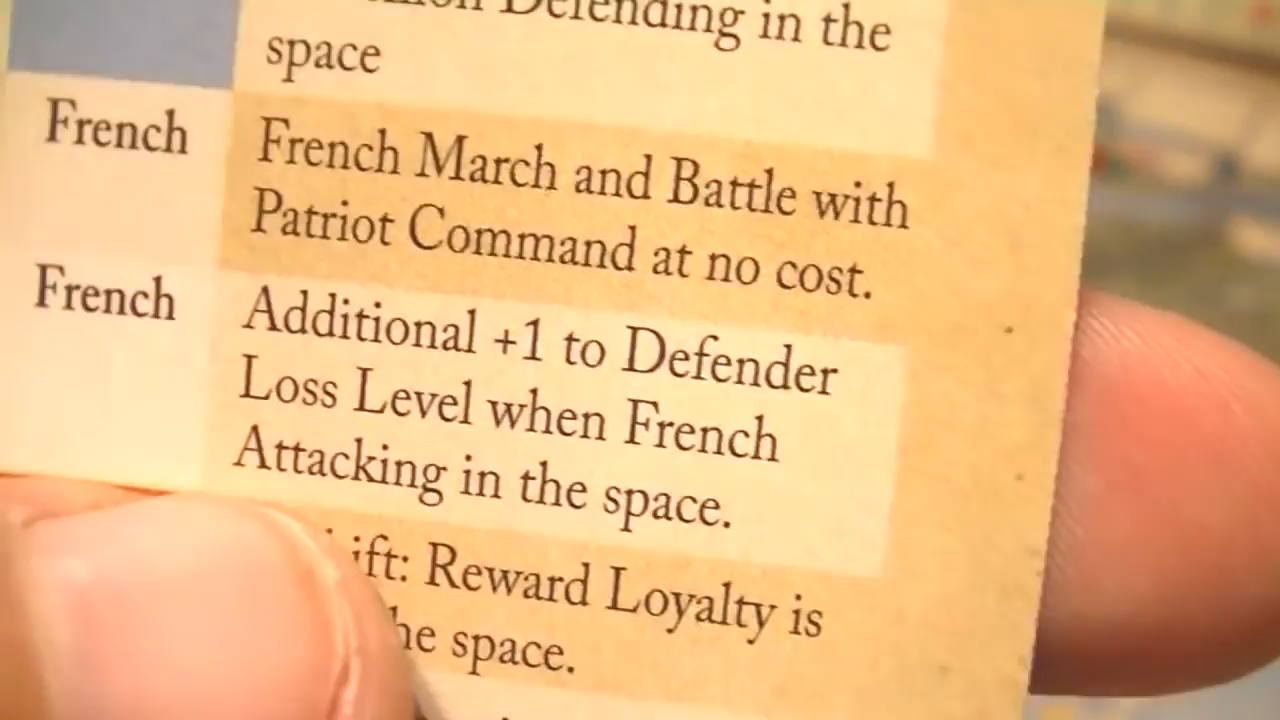 Defending in the
space
French
French March and Battle with
Patriot Command at no cost.
French
Additional +1 to Defender
Loss Level when French
Attacking in the space.
ift: Reward Loyalty is
he space.